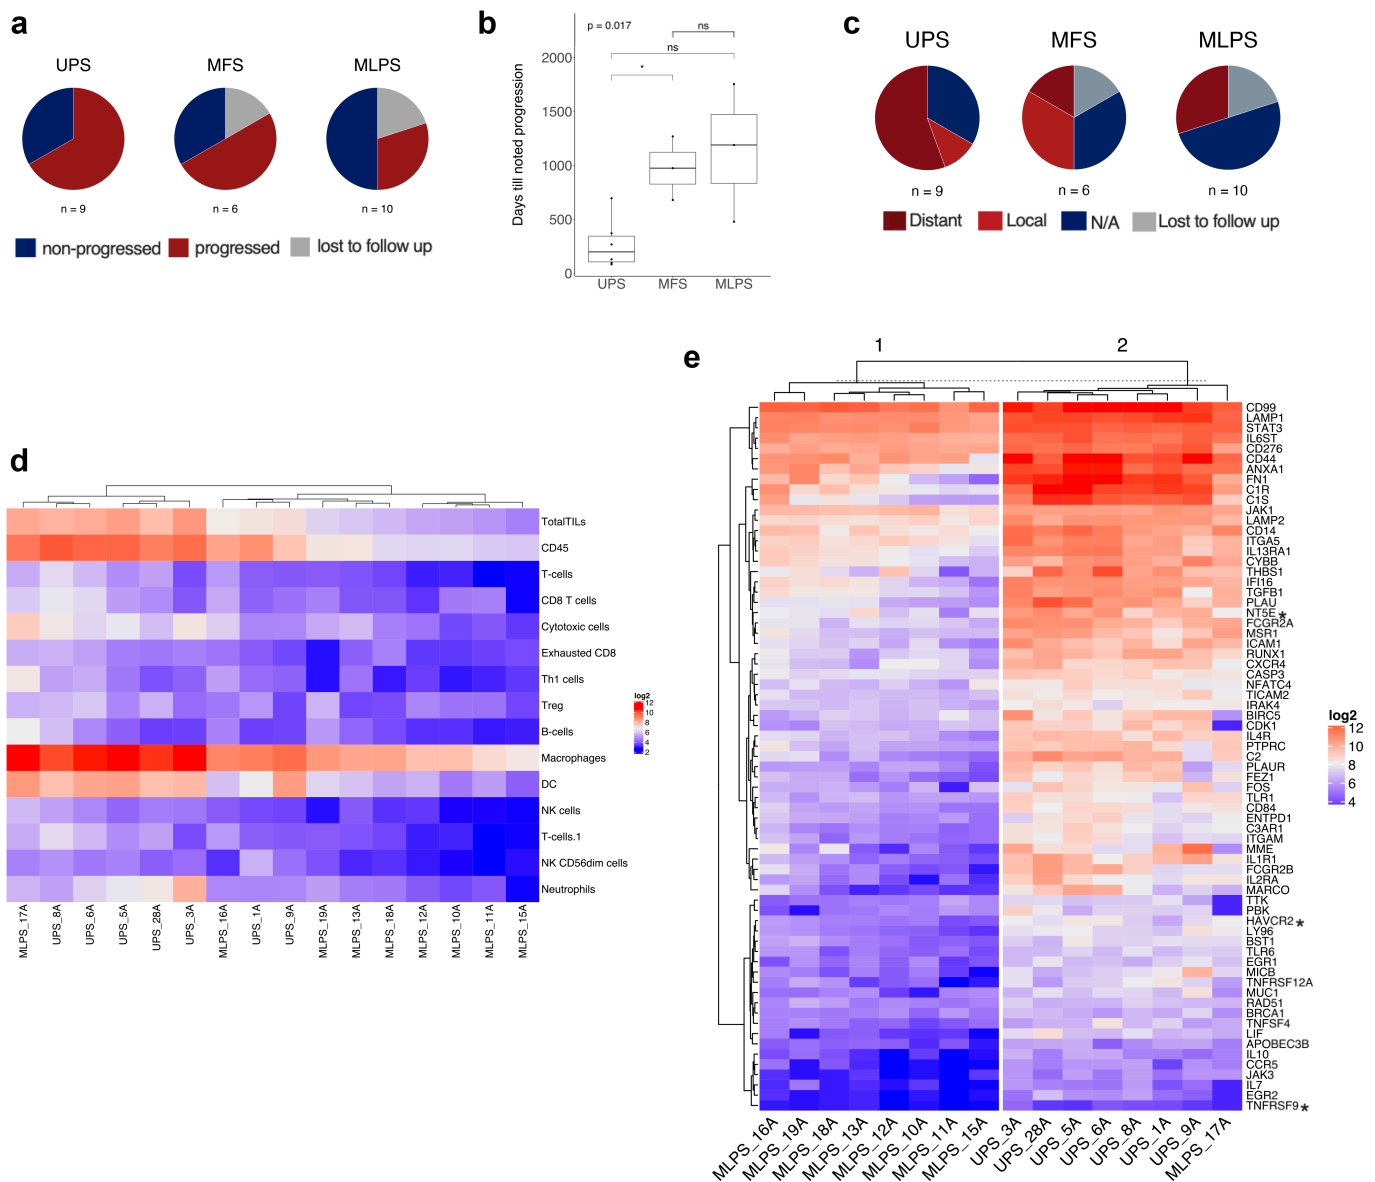 a
UPS
MFS
MLPS
n = 9
n = 6
n = 10
non-progressed
progressed
lost to follow up
b
p = 0.017
ns
ns
*
Days till noted progression
2000
1500
1000
500
0
UPS
MFS
MLPS
c
UPS
MFS
MLPS
n = 9
n = 6
n = 10
Distant
Local
N/A
Lost to follow up
d
TotalTILs
CD45
T-cells
CD8 T cells
Cytotoxic cells
Exhausted CD8
Th1 cells
Treg
B-cells
Macrophages
DC
NK cells
T-cells.1
NK CD56dim cells
Neutrophils
MLPS_17A
UPS_8A
UPS_6A
UPS_5A
UPS_28A
UPS_3A
MLPS_16A
UPS_1A
UPS_9A
MLPS_19A
MLPS_13A
MLPS_18A
MLPS_12A
MLPS_10A
MLPS_11A
MLPS_15A
log2
12
10
8
6
4
2
e
1
2
CD99
LAMP1
STAT3
IL6ST
CD276
CD44
ANXA1
FN1
C1R
C1S
JAK1
LAMP2
CD14
ITGA5
IL13RA1
CYBB
THBS1
IFI16
TGFB1
PLAU
NT5E *
FCGR2A
MSR1
ICAM1
RUNX1
CXCR4
CASP3
NFATC4
TICAM2
IRAK4
BIRC5
CDK1
IL4R
PTPRC
C2
PLAUR
FEZ1
FOS
TLR1
CD84
ENTPD1
C3AR1
ITGAM
MME
IL1R1
FCGR2B
IL2RA
MARCO
TTK
PBK
HAVCR2 *
LY96
BST1
TLR6
EGR1
MICB
TNFRSF12A
MUC1
RAD51
BRCA1
TNFSF4
LIF
APOBEC3B
IL10
CCR5
JAK3
IL7
EGR2
TNFRSF9 *
MLPS_16A
MLPS_19A
MLPS_18A
MLPS_13A
MLPS_12A
MLPS_10A
MLPS_11A
MLPS_15A
UPS_3A
UPS_28A
UPS_5A
UPS_6A
UPS_8A
UPS_1A
UPS_9A
MLPS_17A
log2
12
10
8
6
4